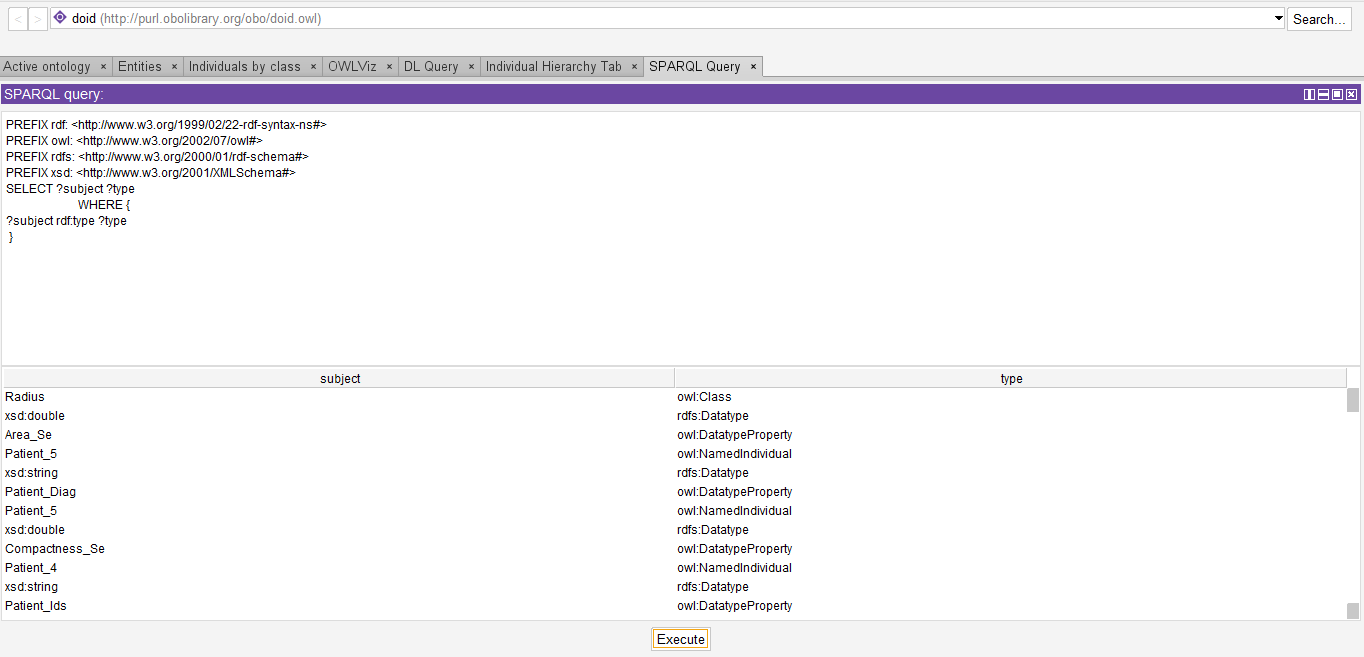 < > doid (http://purl.obolibrary.org/obo/doid.owl) Search...
Active ontology × Entities × Individuals by class × OWLViz × DL Query × Individual Hierarchy Tab × SPARQL Query ×
SPARQL query:
PREFIX rdf: <http://www.w3.org/1999/02/22-rdf-syntax-ns#>
PREFIX owl: <http://www.w3.org/2002/07/owl#>
PREFIX rdfs: <http://www.w3.org/2000/01/rdf-schema#>
PREFIX xsd: <http://www.w3.org/2001/XMLSchema#>
SELECT ?subject ?type
WHERE {
?subject rdf:type ?type
}
subject type
Radius owl:Class
xsd:double rdfs:Datatype
Area_Se owl:DatatypeProperty
Patient_5 owl:NamedIndividual
xsd:string rdfs:Datatype
Patient_Diag owl:DatatypeProperty
Patient_5 owl:NamedIndividual
xsd:double rdfs:Datatype
Compactness_Se owl:DatatypeProperty
Patient_4 owl:NamedIndividual
xsd:string rdfs:Datatype
Patient_Ids owl:DatatypeProperty
Execute